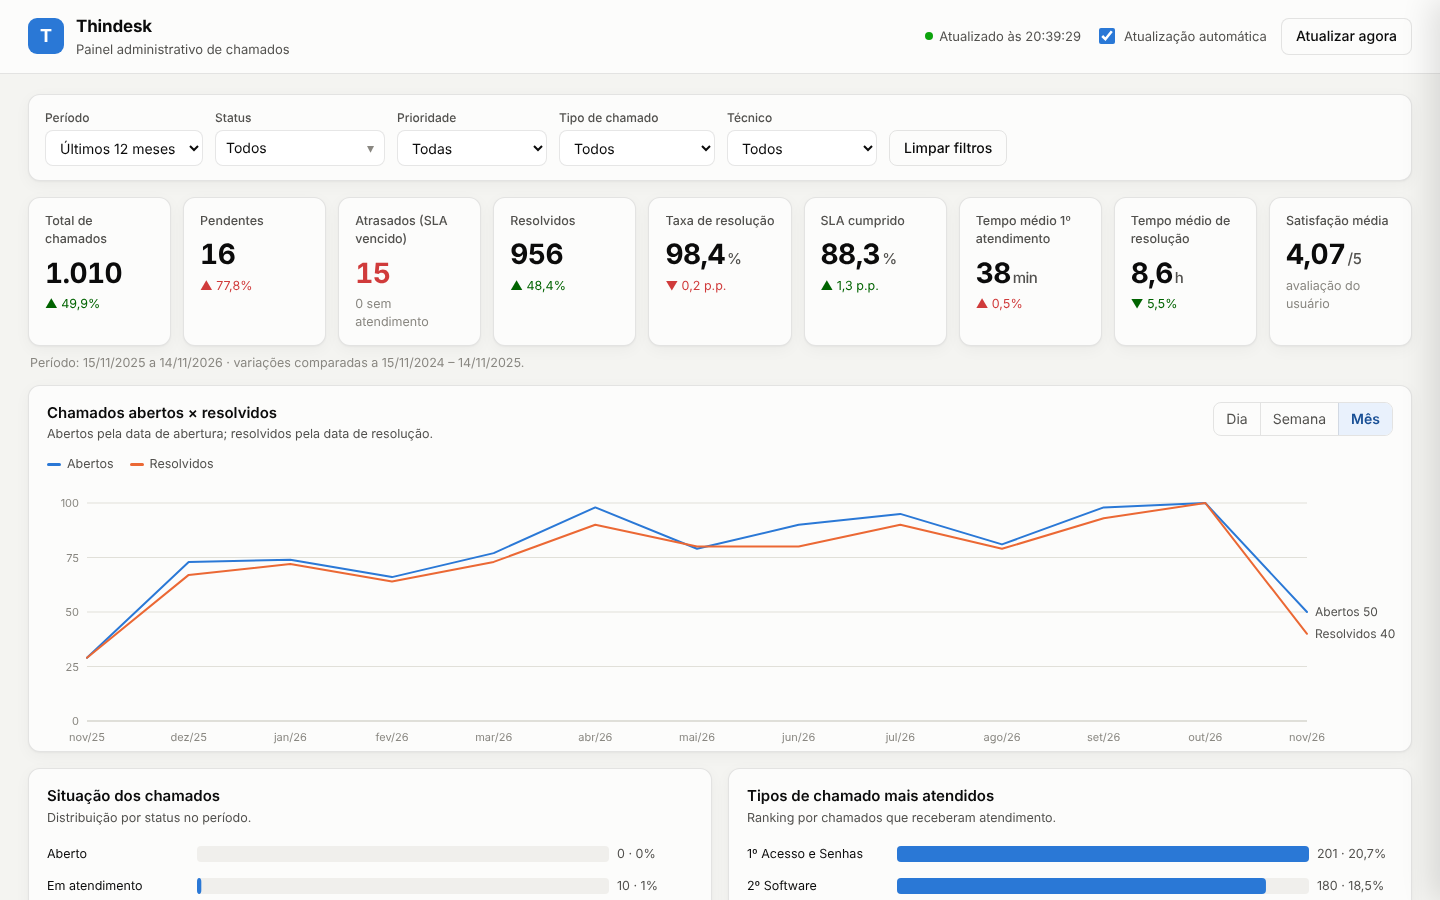 T
Thindesk
Painel administrativo de chamados
Atualizado às 20:39:29
Atualização automática
Atualizar agora
Período
Status
Prioridade
Tipo de chamado
Técnico
Últimos 12 meses
Todos
Todas
Todos
Todos
Limpar filtros
Total de
chamados
1.010
▲ 49,9%
Pendentes
16
▲ 77,8%
Atrasados (SLA
vencido)
15
0 sem
atendimento
Resolvidos
956
▲ 48,4%
Taxa de resolução
98,4%
▼ 0,2 p.p.
SLA cumprido
88,3%
▲ 1,3 p.p.
Tempo médio 1º
atendimento
38min
▲ 0,5%
Tempo médio de
resolução
8,6h
▼ 5,5%
Satisfação média
4,07/5
avaliação do
usuário
Período: 15/11/2025 a 14/11/2026 · variações comparadas a 15/11/2024 – 14/11/2025.
Chamados abertos × resolvidos
Abertos pela data de abertura; resolvidos pela data de resolução.
Dia
Semana
Mês
Abertos
Resolvidos
100
75
50
25
0
Abertos 50
Resolvidos 40
nov/25
dez/25
jan/26
fev/26
mar/26
abr/26
mai/26
jun/26
jul/26
ago/26
set/26
out/26
nov/26
Situação dos chamados
Distribuição por status no período.
Aberto
0 · 0%
Em atendimento
10 · 1%
Tipos de chamado mais atendidos
Ranking por chamados que receberam atendimento.
1º Acesso e Senhas
201 · 20,7%
2º Software
180 · 18,5%